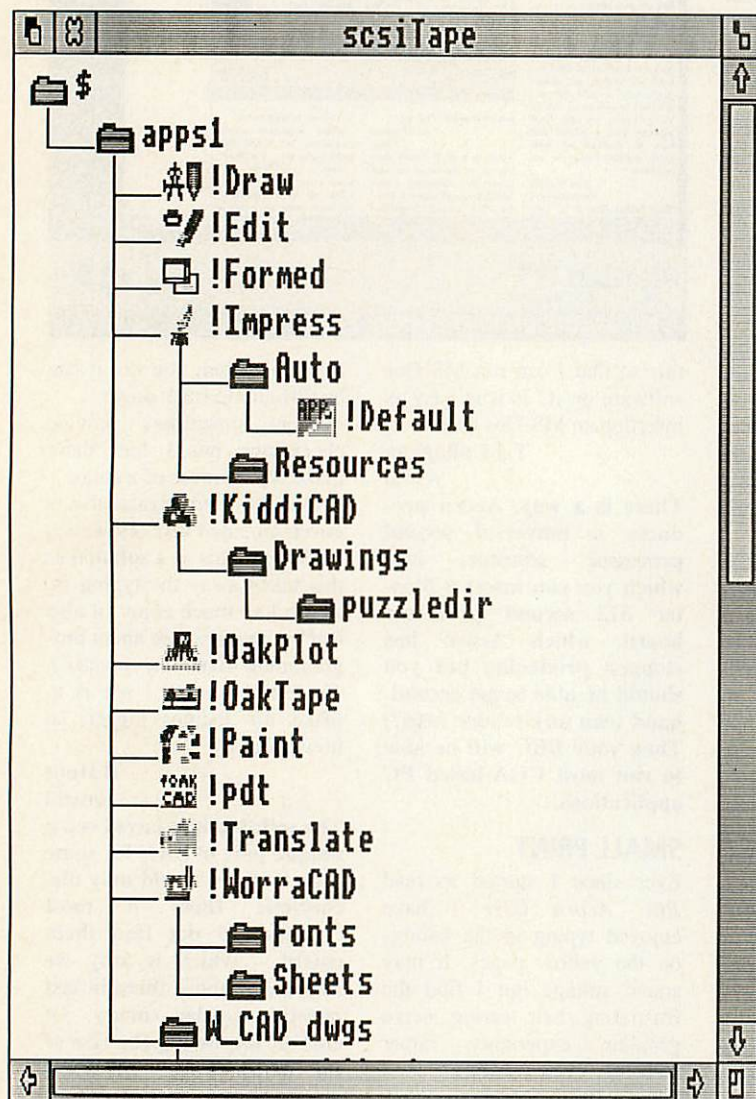 scsiTape
$
apps1
!Draw
!Edit
!Formed
!Impress
Auto
APPS !Default
Resources
!KiddiCAD
Drawings
puzzledir
!OakPlot
!OakTape
!Paint
!pdt
!Translate
!WorraCAD
Fonts
Sheets
W_CAD_dwgs